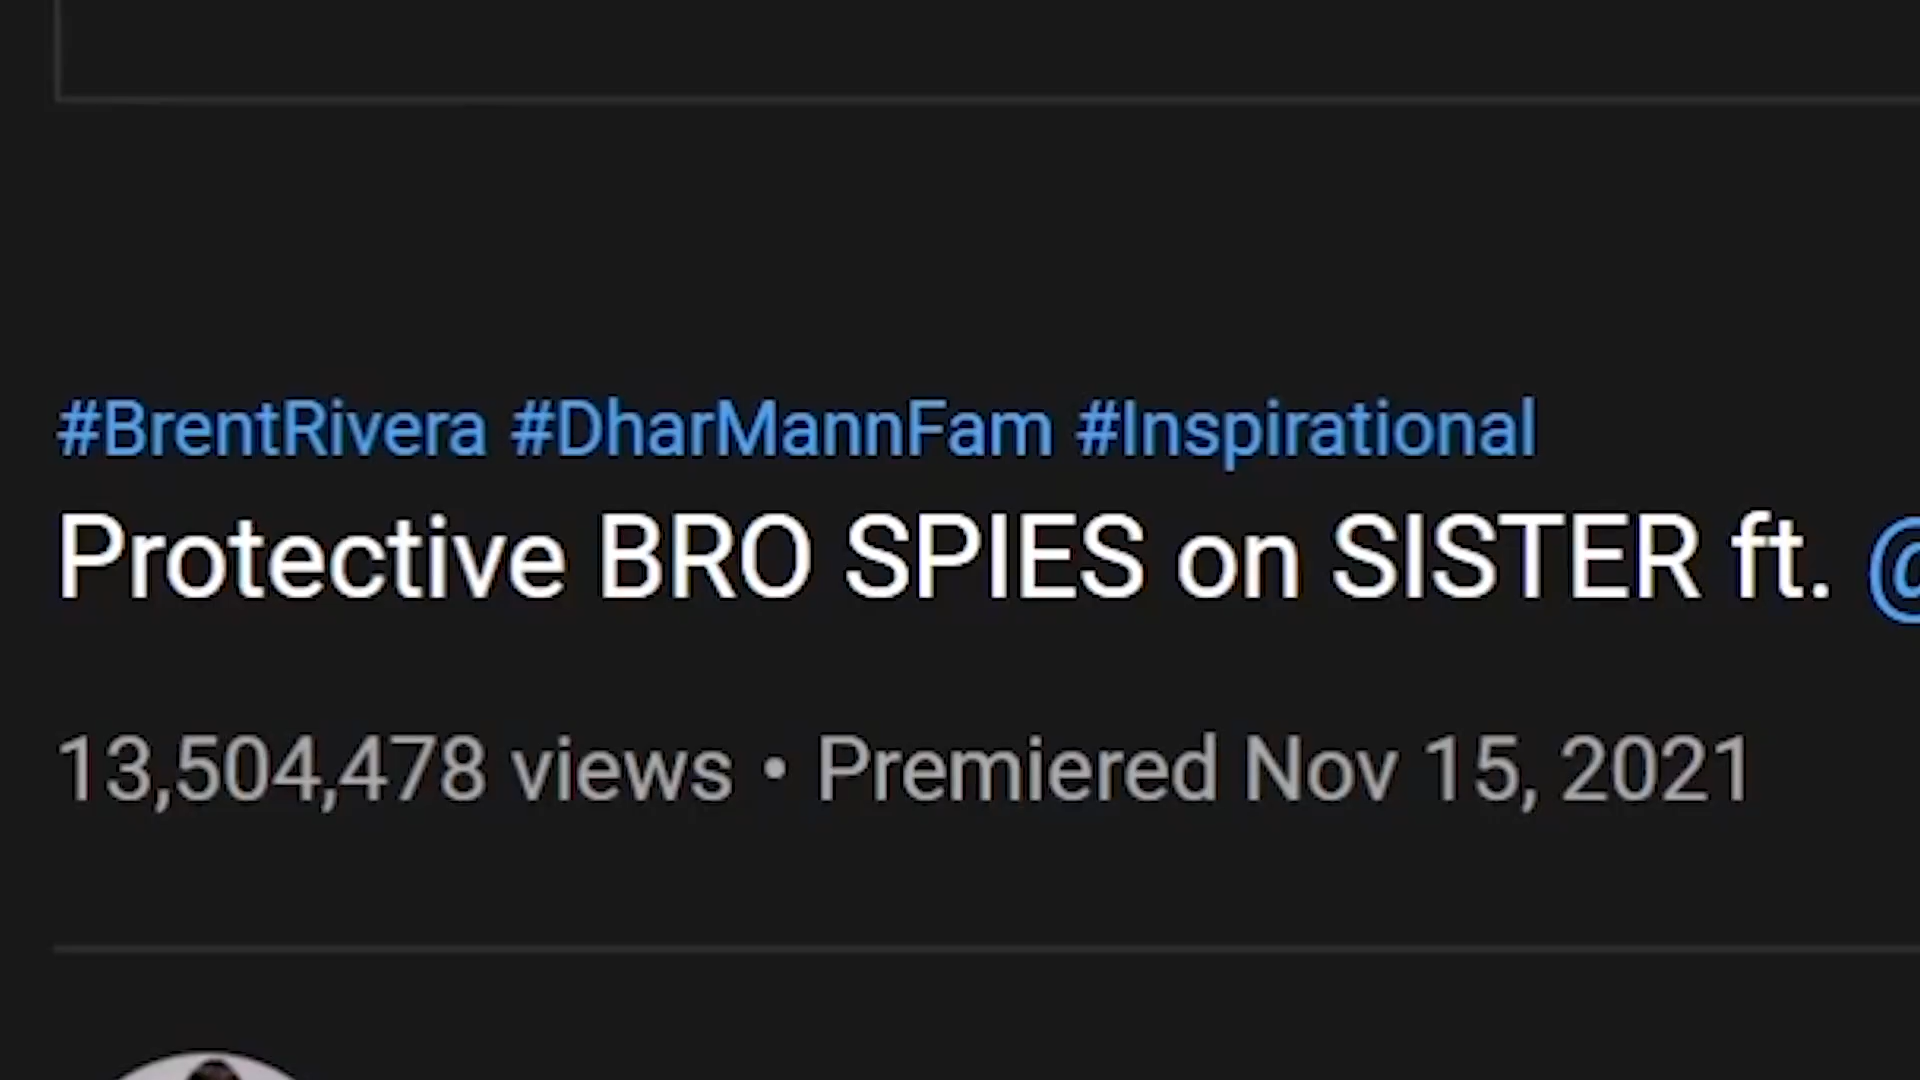 #BrentRivera #DharMannFam #Inspirational
Protective BRO SPIES on SISTER ft. @
13,504,478 views • Premiered Nov 15, 2021